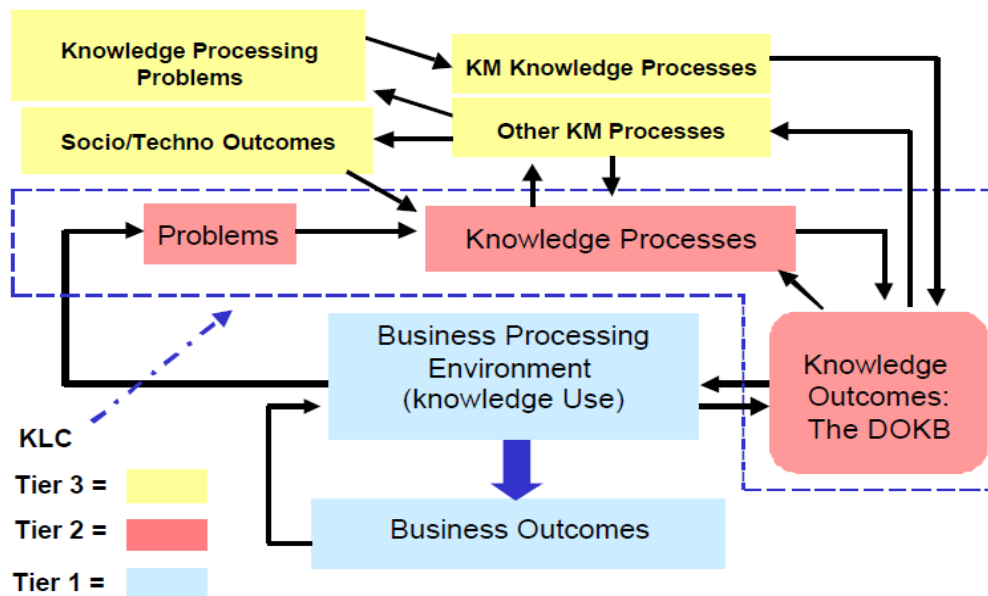 Knowledge Processing
Problems
KM Knowledge Processes
Other KM Processes
Socio/Techno Outcomes
Problems
Knowledge Processes
Business Processing
Environment
(knowledge Use)
Knowledge
Outcomes:
The DOKB
KLC
Business Outcomes
Tier 3 =
Tier 2 =
Tier 1 =